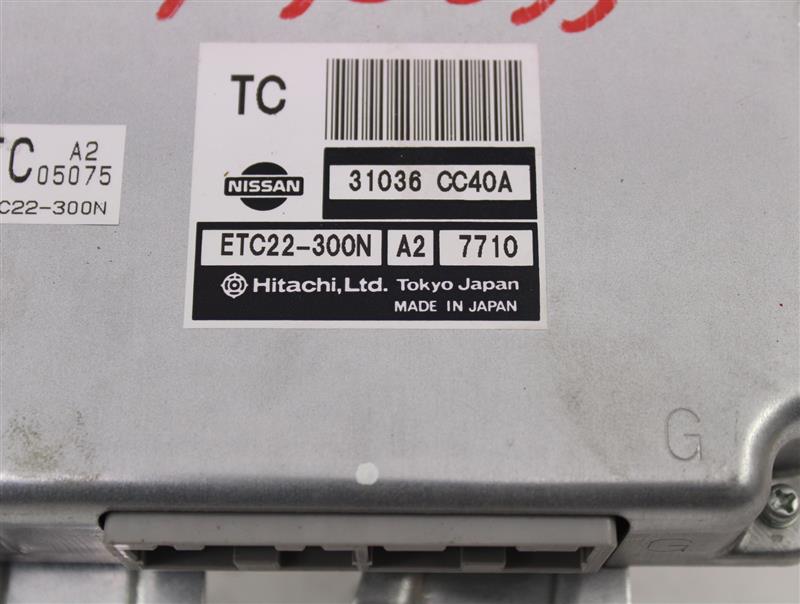 TC
NISSAN
31036 CC40A
ETC22-300N A2 7710
Hitachi, Ltd. Tokyo Japan
MADE IN JAPAN
TC A2
05075
C22-300N
G
G